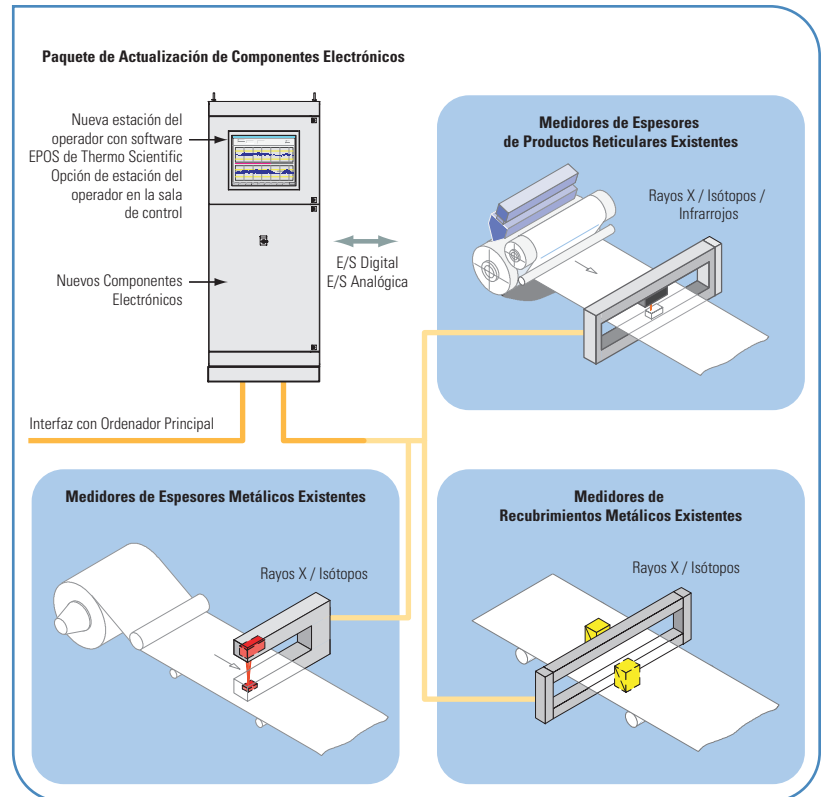 Paquete de Actualización de Componentes Electrónicos
Nueva estación del
operador con software
EPOS de Thermo Scientific
Opción de estación del
operador en la sala
de control
Nuevos Componentes
Electrónicos
E/S Digital
E/S Analógica
Interfaz con Ordenador Principal
Medidores de Espesores
de Productos Reticulares Existentes
Rayos X / Isótopos /
Infrarrojos
Medidores de Espesores Metálicos Existentes
Rayos X / Isótopos
Medidores de
Recubrimientos Metálicos Existentes
Rayos X / Isótopos